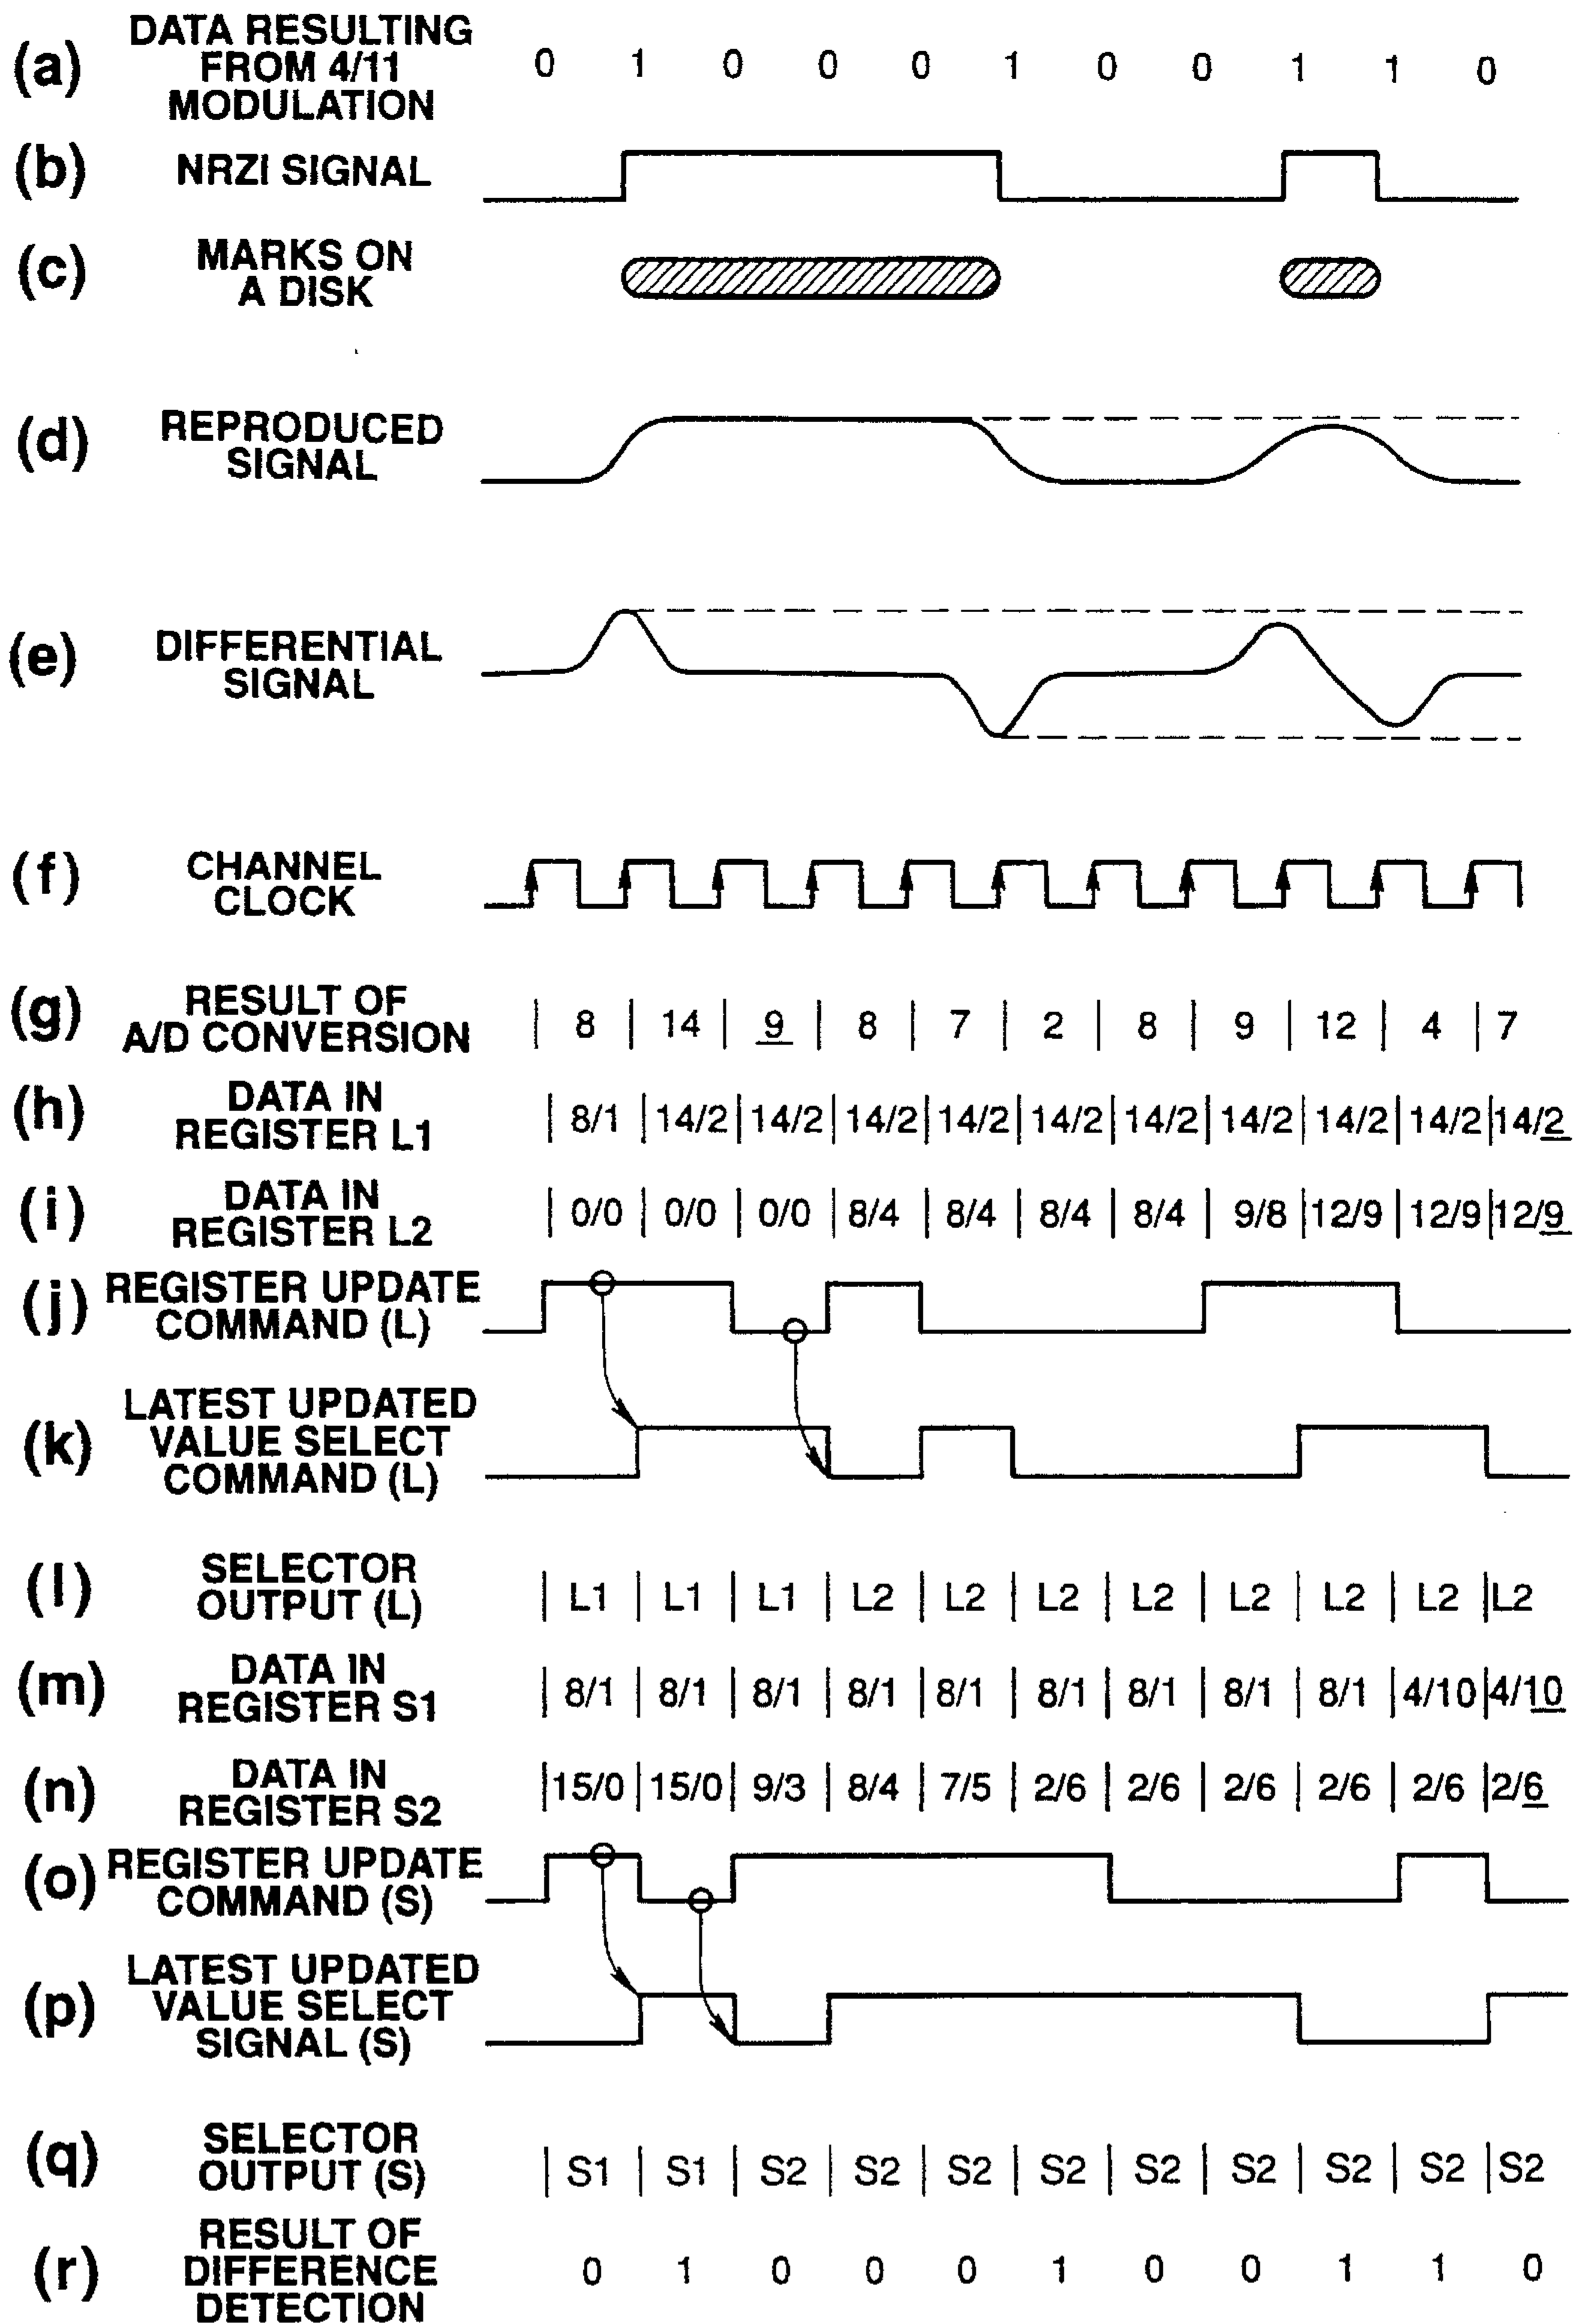 (a) DATA RESULTING FROM 4/11 MODULATION 0 1 0 0 0 1 0 0 1 1 0
(b) NRZI SIGNAL
(c) MARKS ON A DISK
(d) REPRODUCED SIGNAL
(e) DIFFERENTIAL SIGNAL
(f) CHANNEL CLOCK
(g) RESULT OF A/D CONVERSION | 8 | 14 | 9 | 8 | 7 | 2 | 8 | 9 | 12 | 4 | 7
(h) DATA IN REGISTER L1 | 8/1 | 14/2 | 14/2 | 14/2 | 14/2 | 14/2 | 14/2 | 14/2 | 14/2 | 14/2 | 14/2
(i) DATA IN REGISTER L2 | 0/0 | 0/0 | 0/0 | 8/4 | 8/4 | 8/4 | 8/4 | 9/8 | 12/9 | 12/9 | 12/9
(j) REGISTER UPDATE COMMAND (L)
(k) LATEST UPDATED VALUE SELECT COMMAND (L)
(l) SELECTOR OUTPUT (L) | L1 | L1 | L1 | L2 | L2 | L2 | L2 | L2 | L2 | L2 | L2
(m) DATA IN REGISTER S1 | 8/1 | 8/1 | 8/1 | 8/1 | 8/1 | 8/1 | 8/1 | 8/1 | 8/1 | 4/10 | 4/10
(n) DATA IN REGISTER S2 | 15/0 | 15/0 | 9/3 | 8/4 | 7/5 | 2/6 | 2/6 | 2/6 | 2/6 | 2/6 | 2/6
(o) REGISTER UPDATE COMMAND (S)
(p) LATEST UPDATED VALUE SELECT SIGNAL (S)
(q) SELECTOR OUTPUT (S) | S1 | S1 | S2 | S2 | S2 | S2 | S2 | S2 | S2 | S2 | S2
(r) RESULT OF DIFFERENCE DETECTION 0 1 0 0 0 1 0 0 1 1 0